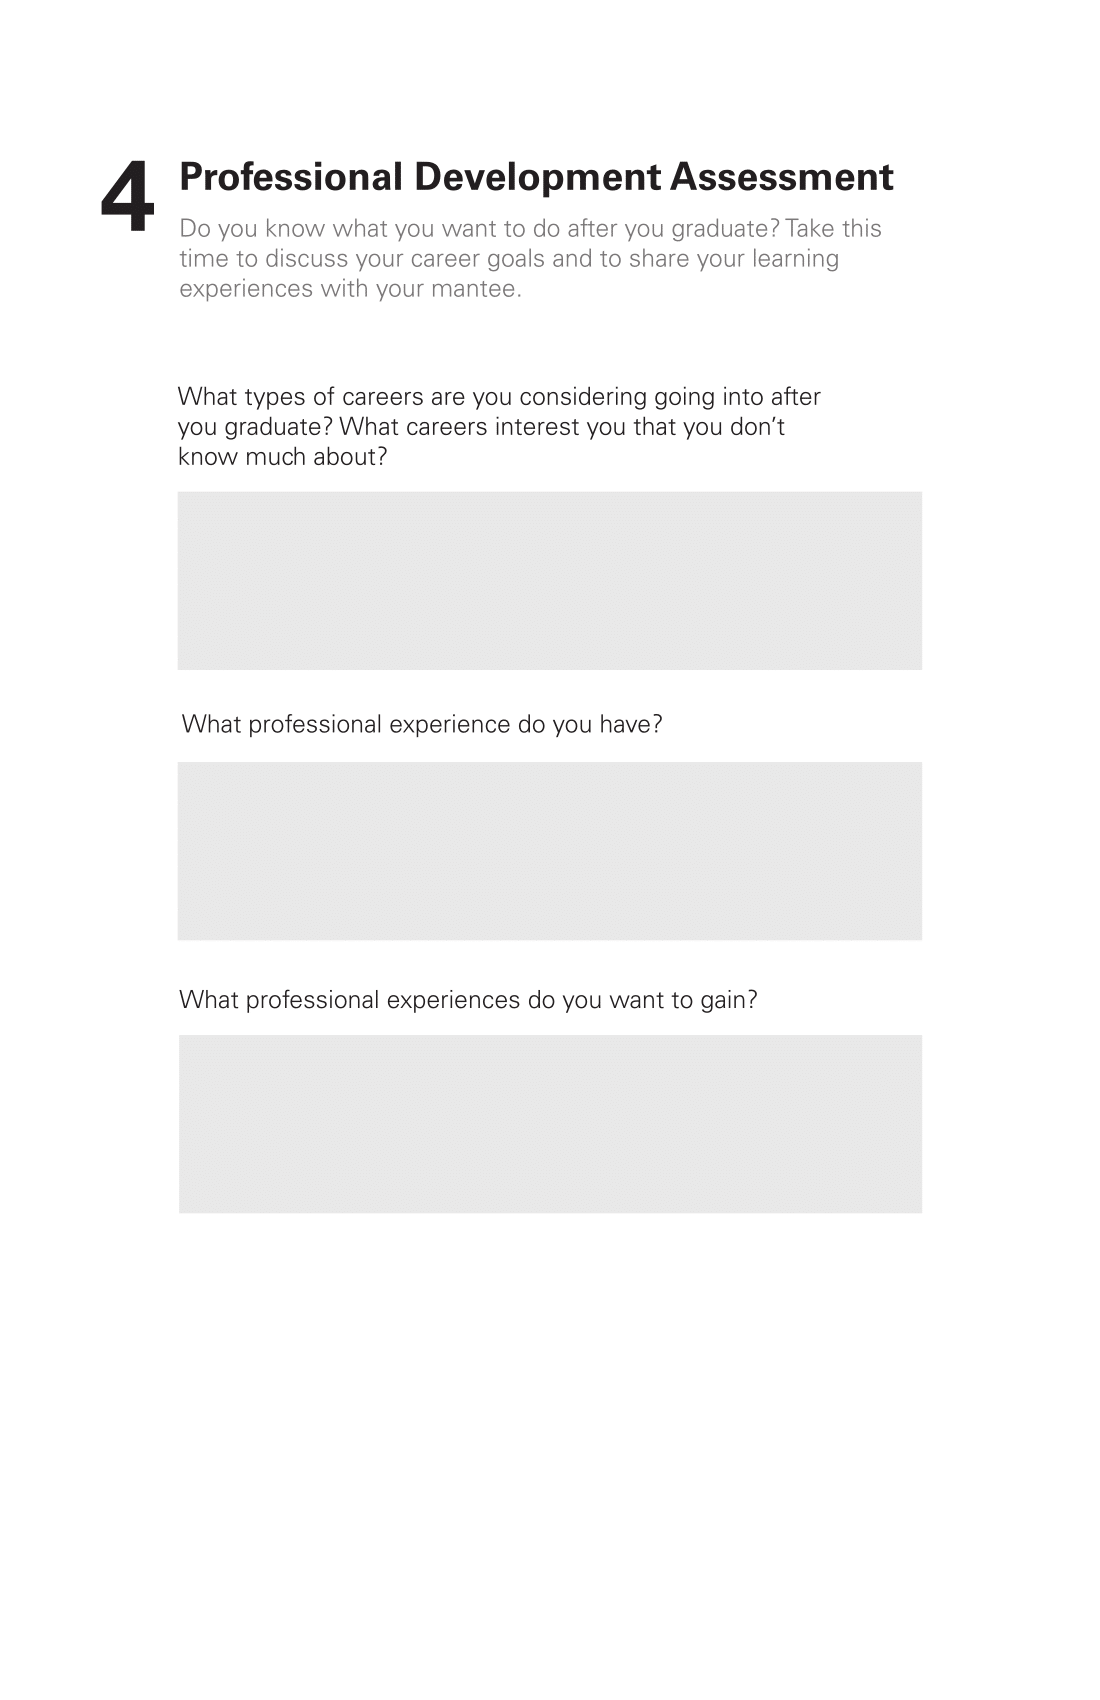 4 Professional Development Assessment
Do you know what you want to do after you graduate? Take this
time to discuss your career goals and to share your learning
experiences with your mantee.
What types of careers are you considering going into after
you graduate? What careers interest you that you don’t
know much about?
What professional experience do you have?
What professional experiences do you want to gain?